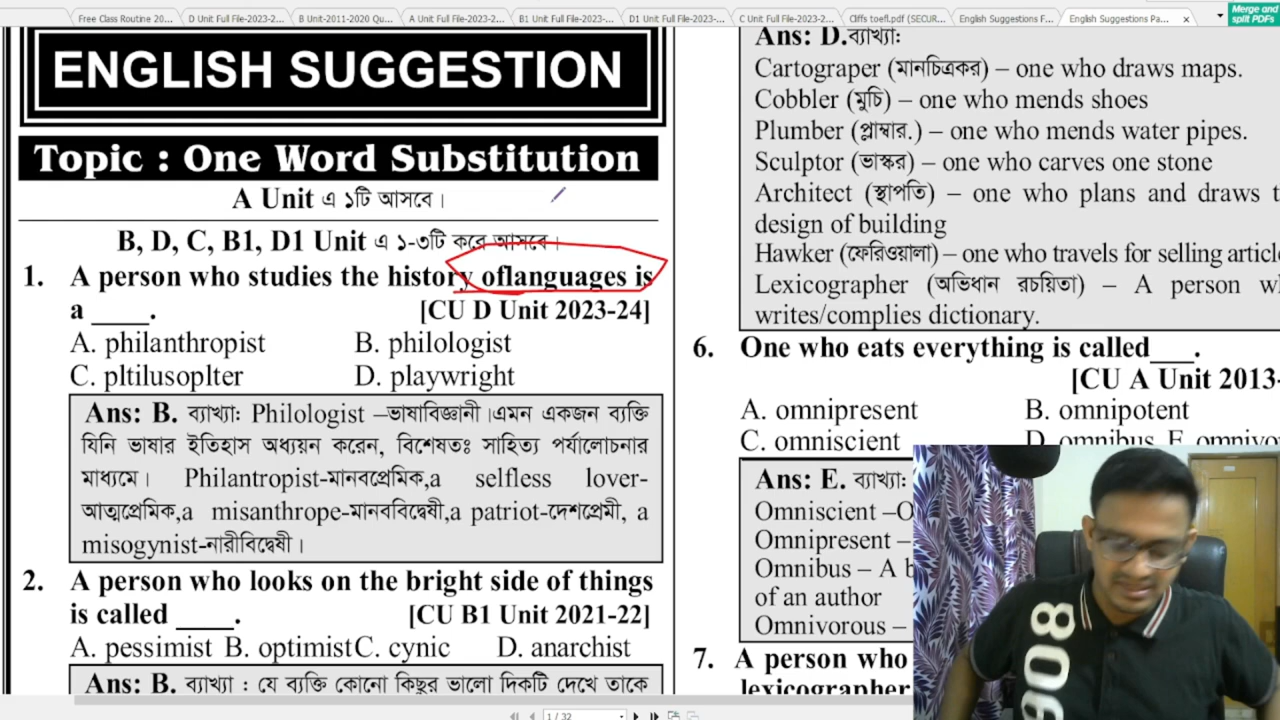 Free Class Routine 20...
D Unit Full File-2023-2...
B Unit-2011-2020 Qu...
A Unit Full File-2023-2...
B1 Unit Full File-2023-...
D1 Unit Full File-2023-...
C Unit Full File-2023-2...
Cliffs toefl.pdf (SECUR...
English Suggestions F...
English Suggestions Pa...
Merge and
split PDFs
ENGLISH SUGGESTION
Topic : One Word Substitution
A Unit এ ১টি আসবে।
B, D, C, B1, D1 Unit এ ১-৩টি করে আসবে।
1. A person who studies the history oflanguages is
a ____. [CU D Unit 2023-24]
A. philanthropist B. philologist
C. pltilusoplter D. playwright
Ans: B. ব্যাখ্যা: Philologist –ভাষাবিজ্ঞানী।এমন একজন ব্যক্তি
যিনি ভাষার ইতিহাস অধ্যয়ন করেন, বিশেষতঃ সাহিত্য পর্যালোচনার
মাধ্যমে। Philantropist-মানবপ্রেমিক,a selfless lover-
আত্মপ্রেমিক,a misanthrope-মানববিদ্বেষী,a patriot-দেশপ্রেমী, a
misogynist-নারীবিদ্বেষী।
2. A person who looks on the bright side of things
is called ____. [CU B1 Unit 2021-22]
A. pessimist B. optimistC. cynic D. anarchist
Ans: B. ব্যাখ্যা : যে ব্যক্তি কোনো কিছুর ভালো দিকটি দেখে তাকে
Ans: D.ব্যাখ্যা:
Cartograper (মানচিত্রকর) – one who draws maps.
Cobbler (মুচি) – one who mends shoes
Plumber (প্লাম্বার.) – one who mends water pipes.
Sculptor (ভাস্কর) – one who carves one stone
Architect (স্থাপতি) – one who plans and draws t
design of building
Hawker (ফেরিওয়ালা) – one who travels for selling article
Lexicographer (অভিধান রচয়িতা) – A person w
writes/complies dictionary.
6. One who eats everything is called___.
[CU A Unit 2013-
A. omnipresent B. omnipotent
C. omniscient D. omnibus E. omnivo
Ans: E. ব্যাখ্যা:
Omniscient –O
Omnipresent –
Omnibus – A b
of an author
Omnivorous –
7. A person who
lexicographer
1 / 32
908